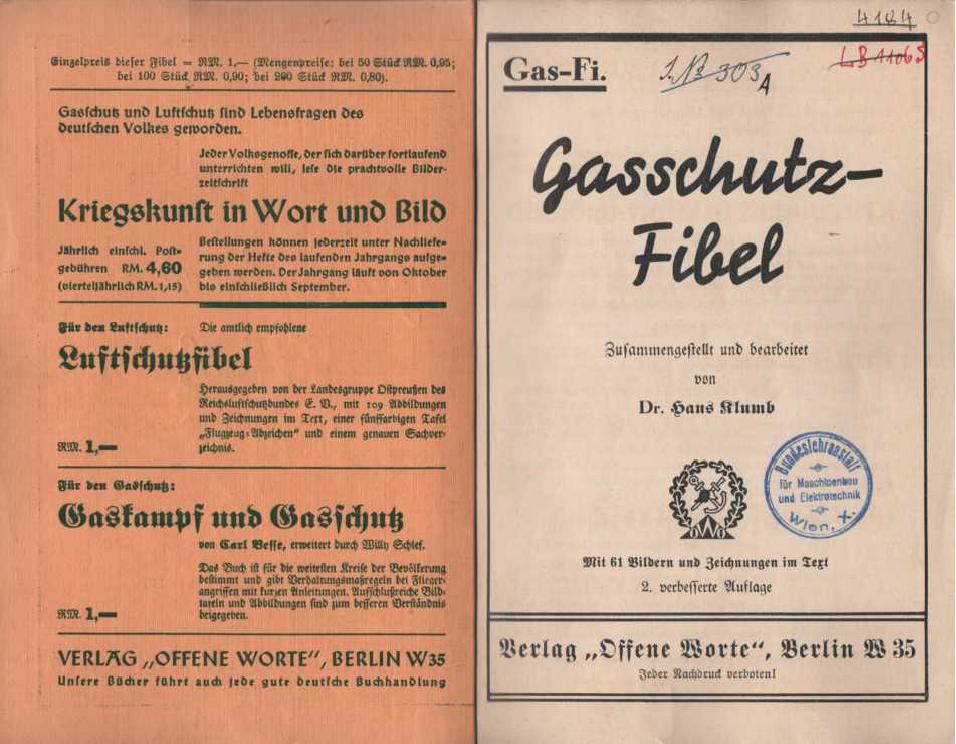 Einzelpreis dieser Fibel = RM. 1,— (Mengenpreise: bei 50 Stück RM. 0,95;
bei 100 Stück RM. 0,90; bei 200 Stück RM. 0,80).
Gasschutz und Luftschutz sind Lebensfragen des
deutschen Volkes geworden.
Jeder Volksgenosse, der sich darüber fortlaufend
unterrichten will, lese die prachtvolle Bilder-
zeitschrift
Kriegskunst in Wort und Bild
Jährlich einschl. Post-
gebühren RM. 4,60
(vierteljährlich RM. 1,15)
Bestellungen können jederzeit unter Nachliefe-
rung der Hefte des laufenden Jahrgangs aufge-
geben werden. Der Jahrgang läuft von Oktober
bis einschließlich September.
Für den Luftschutz:
Die amtlich empfohlene
Luftschutzfibel
Herausgegeben von der Landesgruppe Ostpreußen des
Reichsluftschutzbundes E. V., mit 109 Abbildungen
und Zeichnungen im Text, einer fünffarbigen Tafel
„Flugzeug-Abzeichen“ und einem genauen Sachver-
zeichnis.
RM. 1,—
Für den Gasschutz:
Gaskampf und Gasschutz
von Carl Besse, erweitert durch Willy Schlef.
Das Buch ist für die weitesten Kreise der Bevölkerung
bestimmt und gibt Verhaltungsmaßregeln bei Flieger-
angriffen mit kurzen Anleitungen. Aufschlußreiche Bild-
tafeln und Abbildungen sind zum besseren Verständnis
beigegeben.
RM. 1,—
VERLAG „OFFENE WORTE“, BERLIN W35
Unsere Bücher führt auch jede gute deutsche Buchhandlung
4184
Gas-Fi.
303 A
LB 11063
Gasschutz-
Fibel
Zusammengestellt und bearbeitet
von
Dr. Hans Klumb
Bundeslehranstalt
für Maschinenbau
und Elektrotechnik
Wien, X.
OWO
Mit 61 Bildern und Zeichnungen im Text
2. verbesserte Auflage
Verlag „Offene Worte“, Berlin W 35
Jeder Nachdruck verboten!